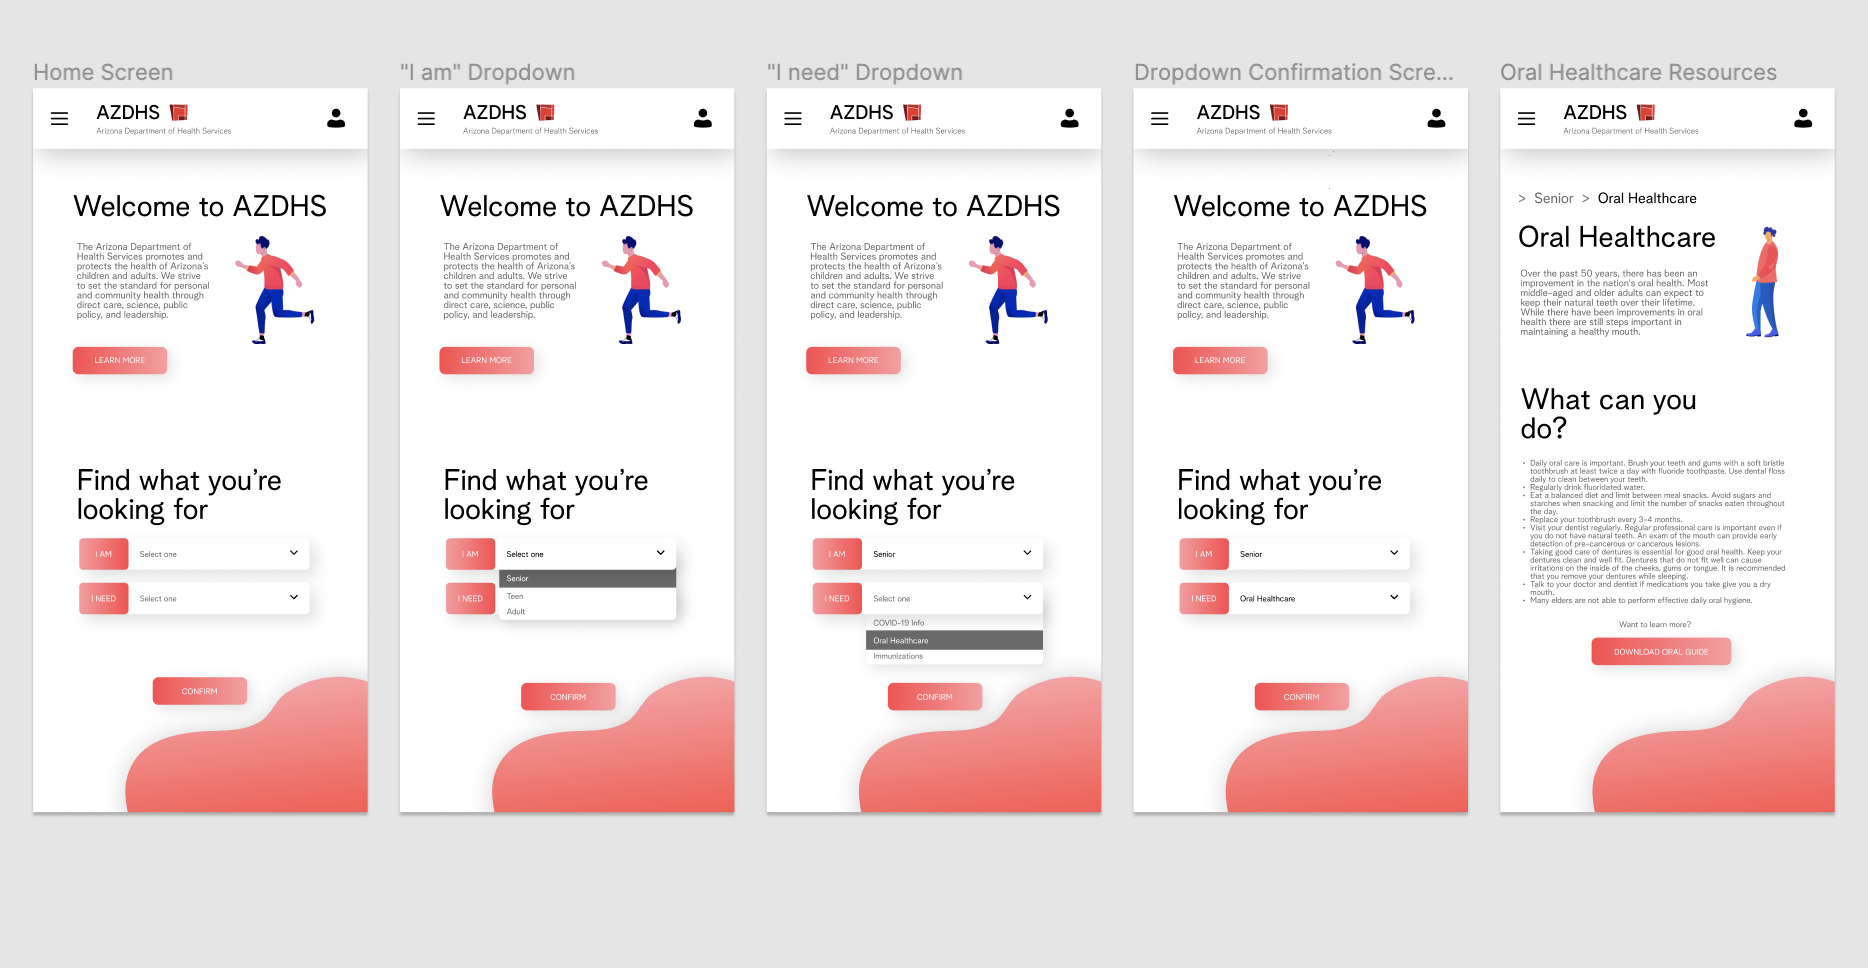 Home Screen
AZDHS
Arizona Department of Health Services
Welcome to AZDHS
The Arizona Department of
Health Services promotes and
protects the health of Arizona's
children and adults. We strive
to set the standard for personal
and community health through
direct care, science, public
policy, and leadership.
LEARN MORE
Find what you're
looking for
I AM
Select one
I NEED
Select one
CONFIRM
"I am" Dropdown
AZDHS
Arizona Department of Health Services
Welcome to AZDHS
The Arizona Department of
Health Services promotes and
protects the health of Arizona's
children and adults. We strive
to set the standard for personal
and community health through
direct care, science, public
policy, and leadership.
LEARN MORE
Find what you're
looking for
I AM
Select one
Senior
I NEED
Teen
Adult
CONFIRM
"I need" Dropdown
AZDHS
Arizona Department of Health Services
Welcome to AZDHS
The Arizona Department of
Health Services promotes and
protects the health of Arizona's
children and adults. We strive
to set the standard for personal
and community health through
direct care, science, public
policy, and leadership.
LEARN MORE
Find what you're
looking for
I AM
Senior
I NEED
Select one
COVID-19 Info
Oral Healthcare
Immunizations
CONFIRM
Dropdown Confirmation Scre...
AZDHS
Arizona Department of Health Services
Welcome to AZDHS
The Arizona Department of
Health Services promotes and
protects the health of Arizona's
children and adults. We strive
to set the standard for personal
and community health through
direct care, science, public
policy, and leadership.
LEARN MORE
Find what you're
looking for
I AM
Senior
I NEED
Oral Healthcare
CONFIRM
Oral Healthcare Resources
AZDHS
Arizona Department of Health Services
> Senior > Oral Healthcare
Oral Healthcare
Over the past 50 years, there has been an
improvement in the nation's oral health. Most
middle-aged and older adults can expect to
keep their natural teeth over their lifetime.
While there have been improvements in oral
health there are still steps important in
maintaining a healthy mouth.
What can you
do?
• Daily oral care is important. Brush your teeth and gums with a soft bristle
toothbrush at least twice a day with fluoride toothpaste. Use dental floss
daily to clean between your teeth.
• Regularly drink fluoridated water.
• Eat a balanced diet and limit between meal snacks. Avoid sugars and
starches when snacking and limit the number of snacks eaten throughout
the day.
• Replace your toothbrush every 3-4 months.
• Visit your dentist regularly. Regular professional care is important even if
you do not have natural teeth. An exam of the mouth can provide early
detection of pre-cancerous or cancerous lesions.
• Taking good care of dentures is essential for good oral health. Keep your
dentures clean and well fit. Dentures that do not fit well can cause
irritations on the inside of the cheeks, gums or tongue. It is recommended
that you remove your dentures while sleeping.
• Talk to your doctor and dentist if medications you take give you a dry
mouth.
• Many elders are not able to perform effective daily oral hygiene.
Want to learn more?
DOWNLOAD ORAL GUIDE